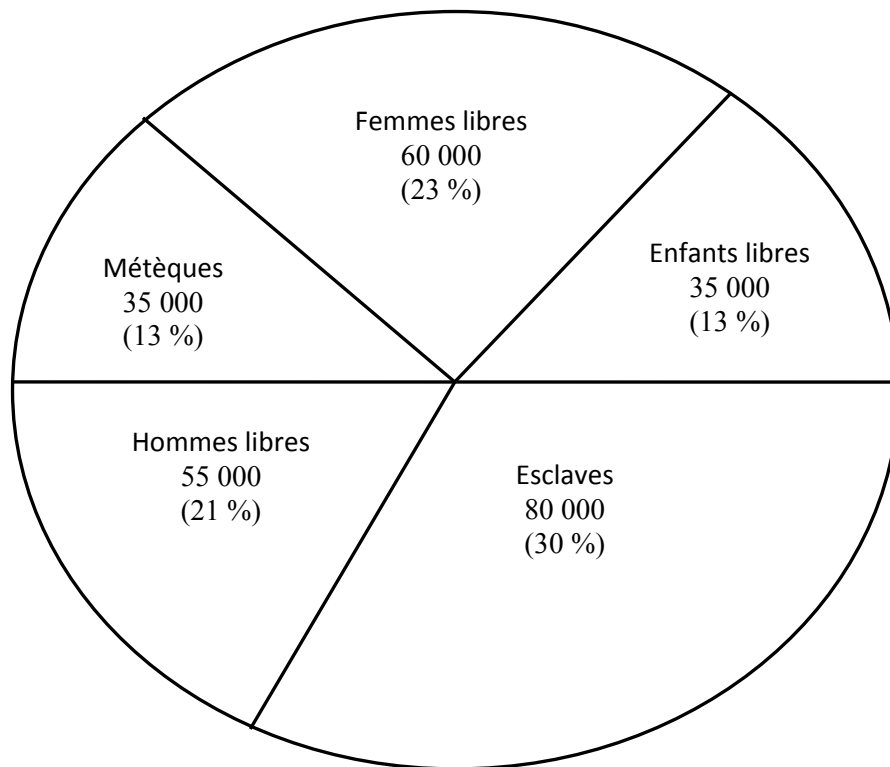 Femmes libres
60 000
(23 %)
Enfants libres
35 000
(13 %)
Métèques
35 000
(13 %)
Hommes libres
55 000
(21 %)
Esclaves
80 000
(30 %)